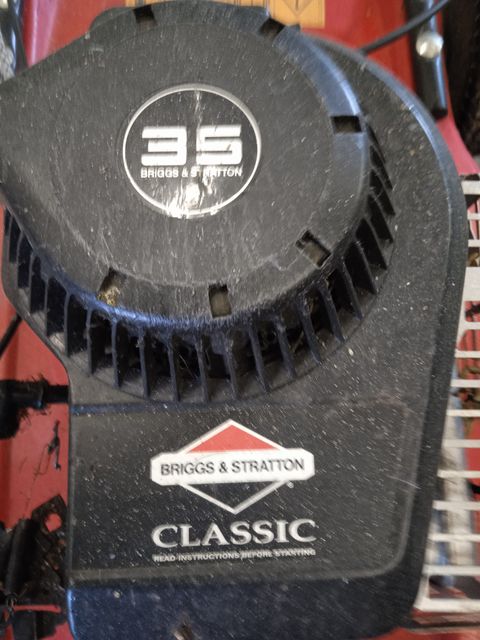 35
BRIGGS & STRATTON
BRIGGS & STRATTON
CLASSIC
READ INSTRUCTIONS BEFORE STARTING